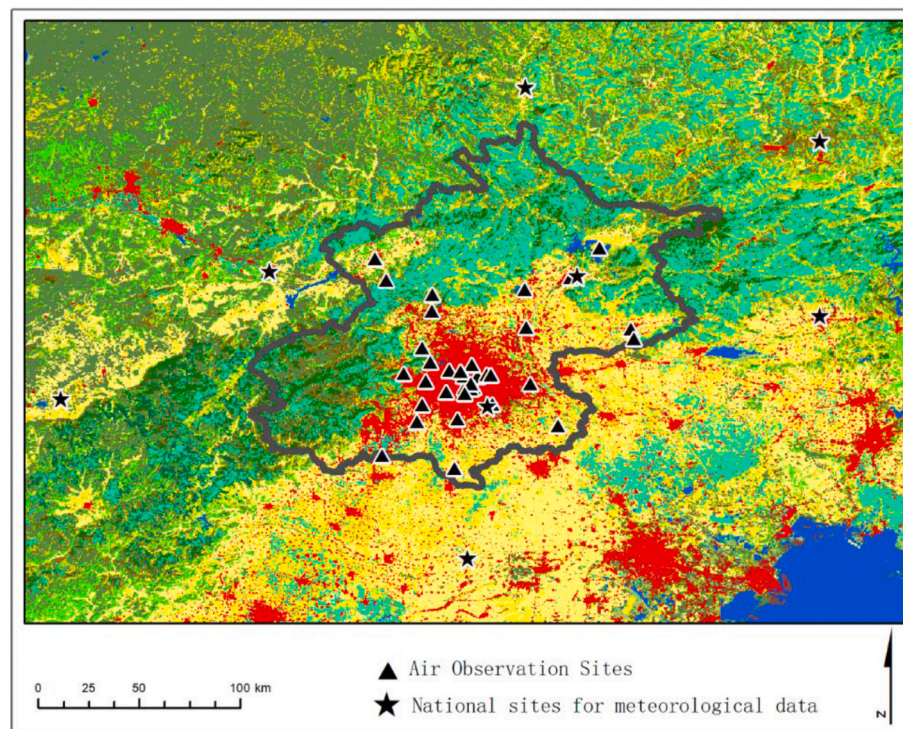 Air Observation Sites
0 25 50 100 km
National sites for meteorological data
N